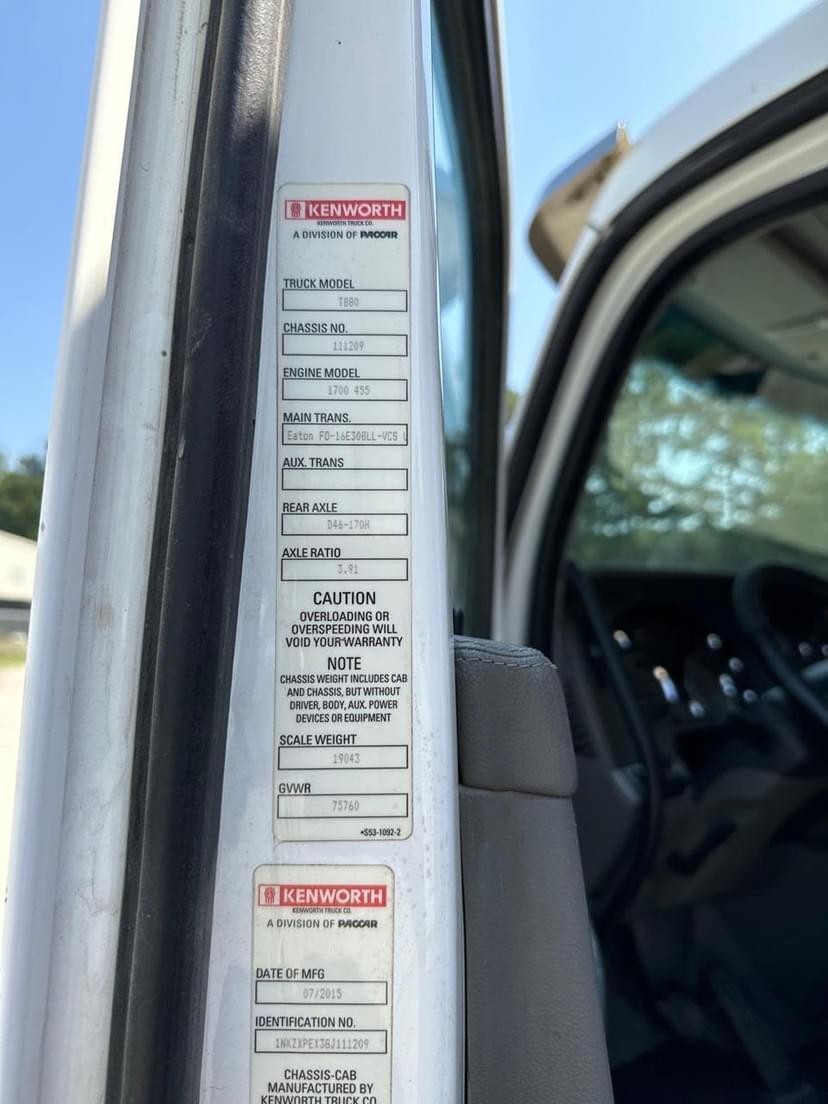 KENWORTH
KENWORTH TRUCK CO.
A DIVISION OF PACCAR
TRUCK MODEL
T880
CHASSIS NO.
111209
ENGINE MODEL
1700 455
MAIN TRANS.
Eaton FO-16E308LL-VCS
AUX. TRANS
REAR AXLE
D46-170H
AXLE RATIO
3.91
CAUTION
OVERLOADING OR
OVERSPEEDING WILL
VOID YOUR WARRANTY
NOTE
CHASSIS WEIGHT INCLUDES CAB
AND CHASSIS, BUT WITHOUT
DRIVER, BODY, AUX. POWER
DEVICES OR EQUIPMENT
SCALE WEIGHT
19043
GVWR
75760
*S53-1092-2
KENWORTH
KENWORTH TRUCK CO.
A DIVISION OF PACCAR
DATE OF MFG
07/2015
IDENTIFICATION NO.
1NKZXPEX3GJ111209
CHASSIS-CAB
MANUFACTURED BY
KENWORTH TRUCK CO